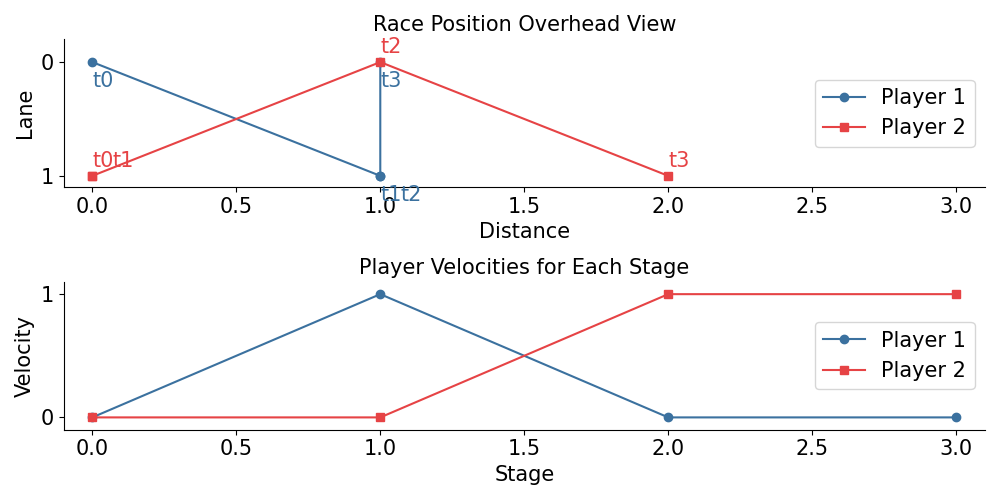 Race Position Overhead View
Lane
0
1
t0
t0t1
t2
t3
t1t2
t3
Player 1
Player 2
0.0 0.5 1.0 1.5 2.0 2.5 3.0
Distance
Player Velocities for Each Stage
Velocity
1
0
Player 1
Player 2
0.0 0.5 1.0 1.5 2.0 2.5 3.0
Stage